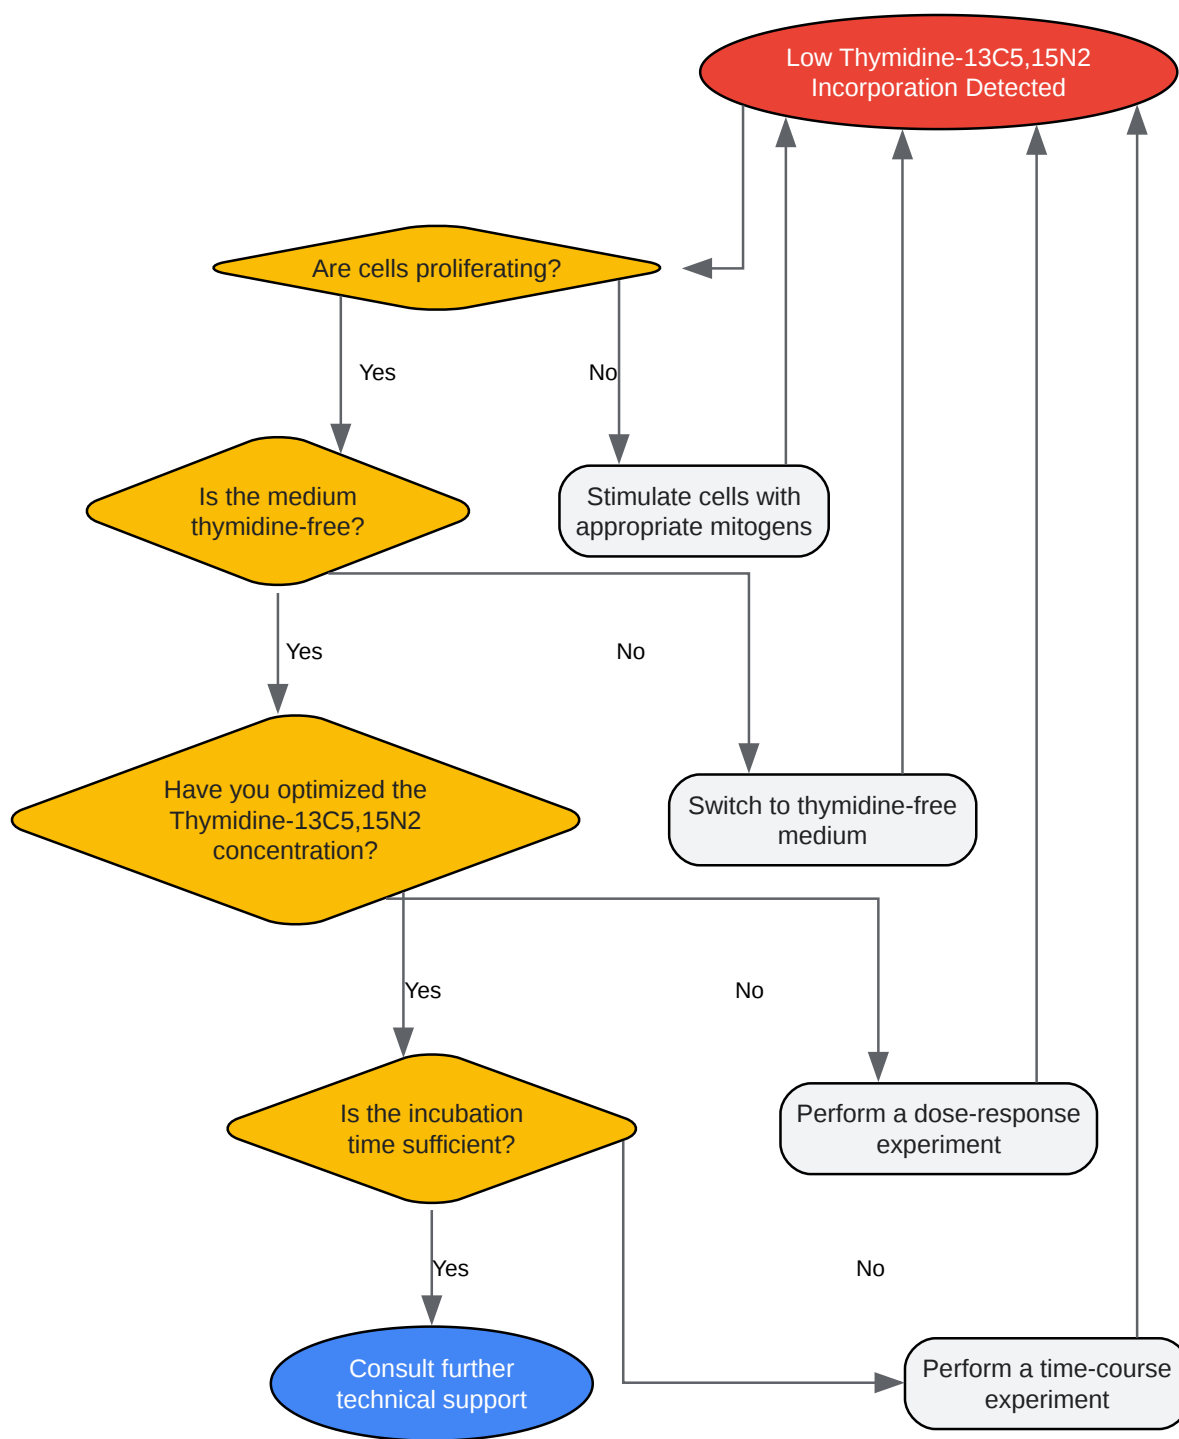 Low Thymidine-13C5,15N2
Incorporation Detected
Are cells proliferating?
Yes
No
Is the medium
thymidine-free?
Stimulate cells with
appropriate mitogens
Yes
No
Have you optimized the
Thymidine-13C5,15N2
concentration?
Switch to thymidine-free
medium
Yes
No
Is the incubation
time sufficient?
Perform a dose-response
experiment
Yes
No
Consult further
technical support
Perform a time-course
experiment